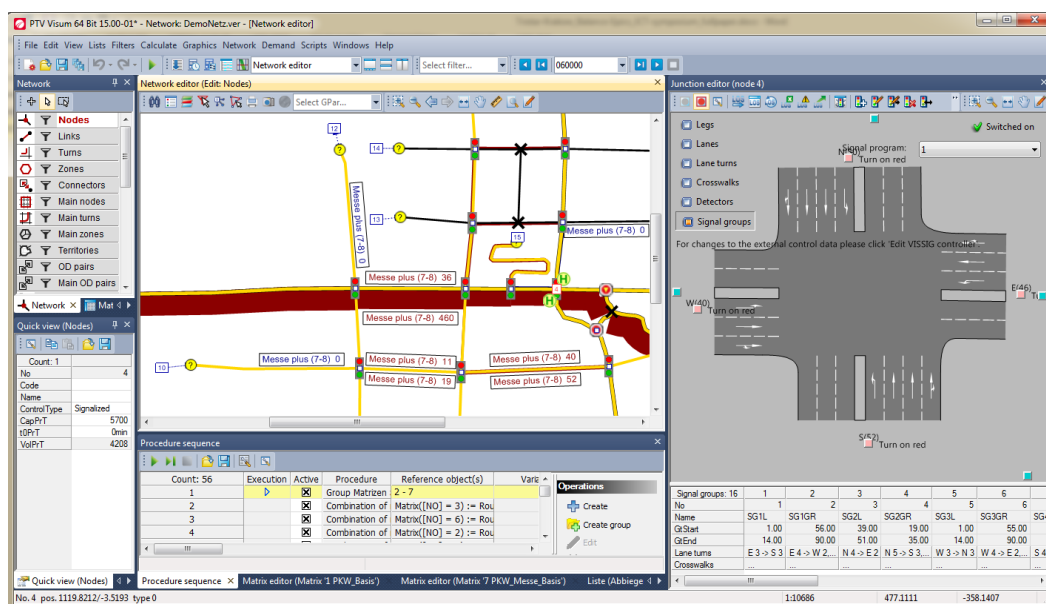 PTV Visum 64 Bit 15.00-01* - Network: DemoNetz.ver - [Network editor]
File Edit View Lists Filters Calculate Graphics Network Demand Scripts Windows Help
Network editor Select filter... 060000
Network
Nodes
Links
Turns
Zones
Connectors
Main nodes
Main turns
Main zones
Territories
OD pairs
Main OD pairs
Network Mat
Quick view (Nodes)
Count: 1
No 4
Code
Name
ControlType Signalized
CapPrT 5700
t0PrT 0min
VolPrT 4208
Quick view (Nodes)
Network editor (Edit: Nodes)
Select GPar...
12
14
13
15
10
Messe plus (7-8) 0
Messe plus (7-8) 0
Messe plus (7-8) 36
Messe plus (7-8) 460
Messe plus (7-8) 0
Messe plus (7-8) 11
Messe plus (7-8) 40
Messe plus (7-8) 19
Messe plus (7-8) 52
H
H
4
Procedure sequence
Count: 56 Execution Active Procedure Reference object(s) Varia
1 Group Matrizen 2 - 7
2 Combination of Matrix([NO] = 3) := Rou
3 Combination of Matrix([NO] = 6) := Rou
4 Combination of Matrix([NO] = 2) := Rou
Operations
Create
Create group
Edit
Procedure sequence Matrix editor (Matrix '1 PKW_Basis') Matrix editor (Matrix '7 PKW_Messe_Basis') Liste (Abbiege
Junction editor (node 4)
Legs
Lanes
Lane turns
Crosswalks
Detectors
Signal groups
Switched on
Signal program: 1
N(50)
Turn on red
For changes to the external control data please click 'Edit VISSIG controller'.
W(40)
Turn on red
E(46)
S(52)
Turn on red
Signal groups: 16 1 2 3 4 5 6
No 1 2 3 4 5 6
Name SG1L SG1GR SG2L SG2GR SG3L SG3GR SG4
GtStart 1.00 56.00 39.00 19.00 1.00 55.00
GtEnd 14.00 90.00 51.00 35.00 14.00 90.00
Lane turns E 3 -> S 3 E 4 -> W 2,... N 4 -> E 2 N 5 -> S 3,... W 3 -> N 3 W 4 -> E 2,... S 4
Crosswalks ... ... ... ... ... ...
No. 4 pos. 1119.8212/-3.5193 type 0 1:10686 477.1111 -358.1407